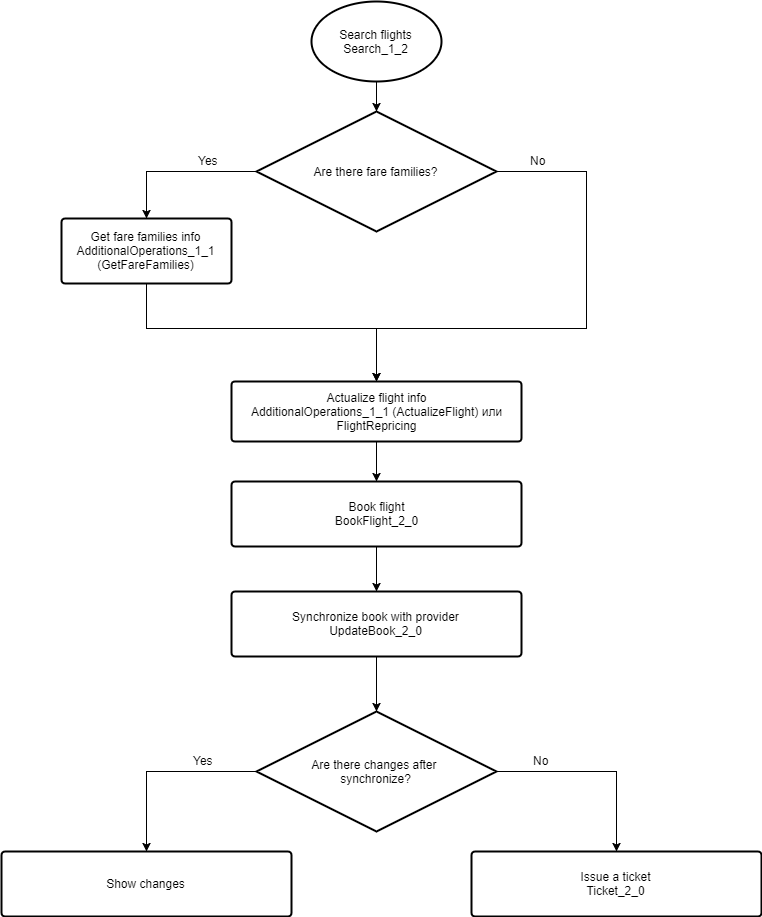 Search flights
Search_1_2
Are there fare families?
Yes
No
Get fare families info
AdditionalOperations_1_1
(GetFareFamilies)
Actualize flight info
AdditionalOperations_1_1 (ActualizeFlight) или
FlightRepricing
Book flight
BookFlight_2_0
Synchronize book with provider
UpdateBook_2_0
Are there changes after
synchronize?
Yes
No
Show changes
Issue a ticket
Ticket_2_0